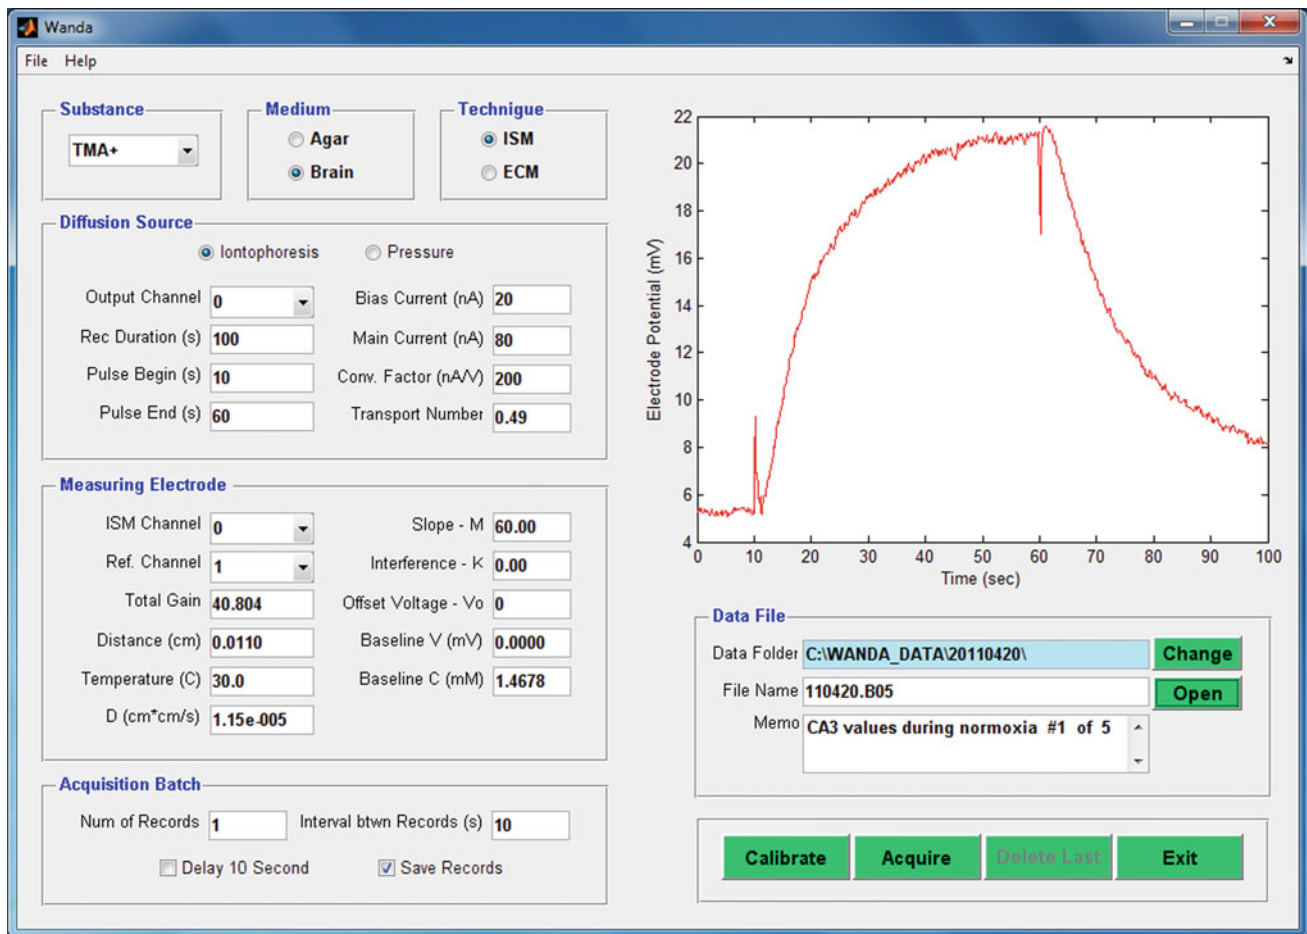 Wanda
File Help
Substance
TMA+
Medium
Agar
Brain
Technigue
ISM
ECM
Diffusion Source
Iontophoresis Pressure
Output Channel 0 Bias Current (nA) 20
Rec Duration (s) 100 Main Current (nA) 80
Pulse Begin (s) 10 Conv. Factor (nA/V) 200
Pulse End (s) 60 Transport Number 0.49
Measuring Electrode
ISM Channel 0 Slope - M 60.00
Ref. Channel 1 Interference - K 0.00
Total Gain 40.804 Offset Voltage - Vo 0
Distance (cm) 0.0110 Baseline V (mV) 0.0000
Temperature (C) 30.0 Baseline C (mM) 1.4678
D (cm*cm/s) 1.15e-005
Acquisition Batch
Num of Records 1 Interval btwn Records (s) 10
Delay 10 Second Save Records
Electrode Potential (mV)
22
20
18
16
14
12
10
8
6
4
0 10 20 30 40 50 60 70 80 90 100
Time (sec)
Data File
Data Folder C:\WANDA_DATA\20110420\ Change
File Name 110420.B05 Open
Memo CA3 values during normoxia #1 of 5
Calibrate Acquire Delete Last Exit